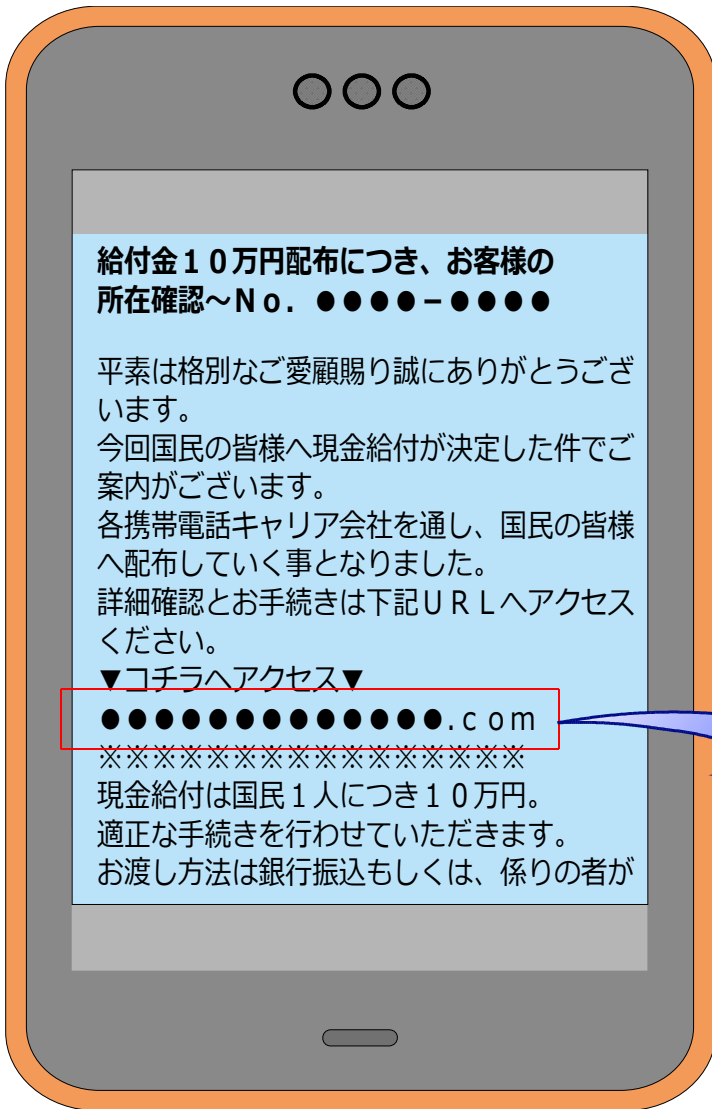 給付金１０万円配布につき、お客様の
所在確認～Ｎｏ．●●●●－●●●●
平素は格別なご愛顧賜り誠にありがとうござ
います。
今回国民の皆様へ現金給付が決定した件でご
案内がございます。
各携帯電話キャリア会社を通し、国民の皆様
へ配布していく事となりました。
詳細確認とお手続きは下記ＵＲＬへアクセス
ください。
▼コチラへアクセス▼
●●●●●●●●●●●●●.ｃｏｍ
※※※※※※※※※※※※※※※※
現金給付は国民１人につき１０万円。
適正な手続きを行わせていただきます。
お渡し方法は銀行振込もしくは、係りの者が